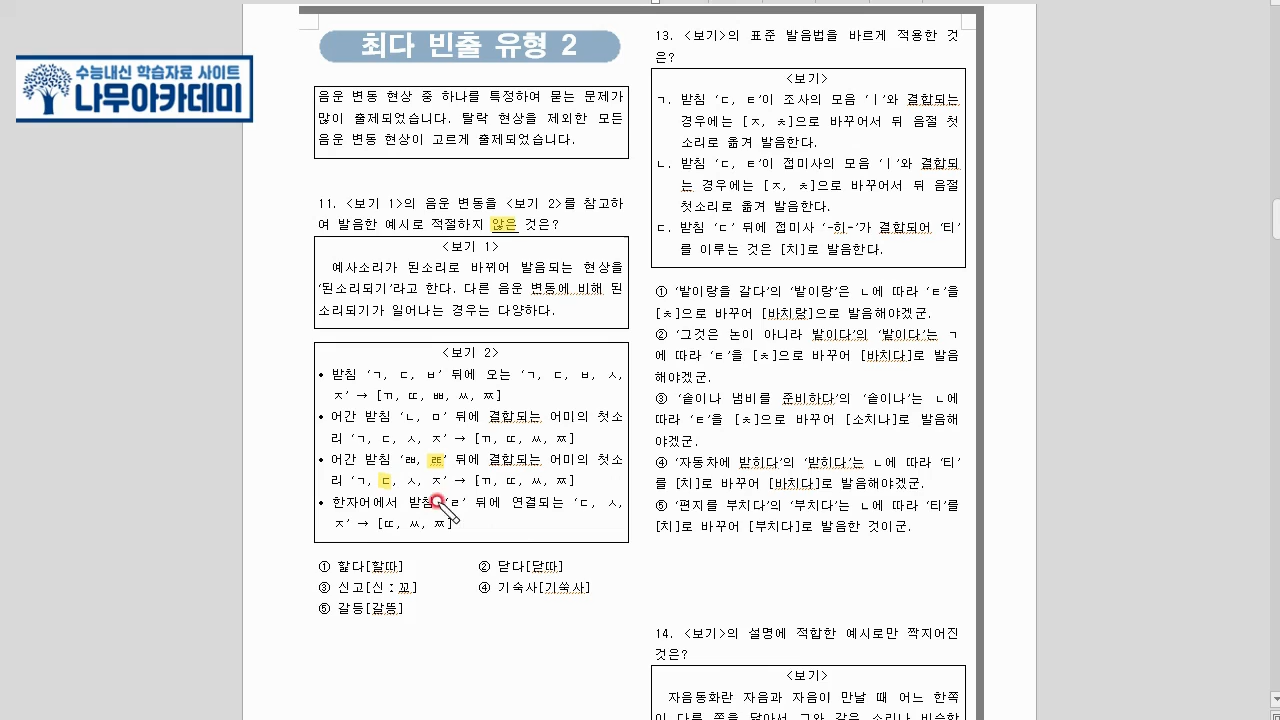 수능내신 학습자료 사이트
나무아카데미
최다 빈출 유형 2
음운 변동 현상 중 하나를 특정하여 묻는 문제가
많이 출제되었습니다. 탈락 현상을 제외한 모든
음운 변동 현상이 고르게 출제되었습니다.
11. <보기 1>의 음운 변동을 <보기 2>를 참고하
여 발음한 예시로 적절하지 않은 것은?
<보기 1>
예사소리가 된소리로 바뀌어 발음되는 현상을
‘된소리되기’라고 한다. 다른 음운 변동에 비해 된
소리되기가 일어나는 경우는 다양하다.
<보기 2>
• 받침 ‘ㄱ, ㄷ, ㅂ’ 뒤에 오는 ‘ㄱ, ㄷ, ㅂ, ㅅ,
ㅈ’ → [ㄲ, ㄸ, ㅃ, ㅆ, ㅉ]
• 어간 받침 ‘ㄴ, ㅁ’ 뒤에 결합되는 어미의 첫소
리 ‘ㄱ, ㄷ, ㅅ, ㅈ’ → [ㄲ, ㄸ, ㅆ, ㅉ]
• 어간 받침 ‘ㄼ, ㄾ’ 뒤에 결합되는 어미의 첫소
리 ‘ㄱ, ㄷ, ㅅ, ㅈ’ → [ㄲ, ㄸ, ㅆ, ㅉ]
• 한자어에서 받침 ‘ㄹ’ 뒤에 연결되는 ‘ㄷ, ㅅ,
ㅈ’ → [ㄸ, ㅆ, ㅉ]
① 핥다[할따] ② 닫다[닫따]
③ 신고[신ː꼬] ④ 기숙사[기쑥사]
⑤ 갈등[갈뜽]
13. <보기>의 표준 발음법을 바르게 적용한 것
은?
<보기>
ㄱ. 받침 ‘ㄷ, ㅌ’이 조사의 모음 ‘ㅣ’와 결합되는
경우에는 [ㅈ, ㅊ]으로 바꾸어서 뒤 음절 첫
소리로 옮겨 발음한다.
ㄴ. 받침 ‘ㄷ, ㅌ’이 접미사의 모음 ‘ㅣ’와 결합되
는 경우에는 [ㅈ, ㅊ]으로 바꾸어서 뒤 음절
첫소리로 옮겨 발음한다.
ㄷ. 받침 ‘ㄷ’ 뒤에 접미사 ‘-히-’가 결합되어 ‘티’
를 이루는 것은 [치]로 발음한다.
① ‘밭이랑을 갈다’의 ‘밭이랑’은 ㄴ에 따라 ‘ㅌ’을
[ㅊ]으로 바꾸어 [바치랑]으로 발음해야겠군.
② ‘그것은 논이 아니라 밭이다’의 ‘밭이다’는 ㄱ
에 따라 ‘ㅌ’을 [ㅊ]으로 바꾸어 [바치다]로 발음
해야겠군.
③ ‘솥이나 냄비를 준비하다’의 ‘솥이나’는 ㄴ에
따라 ‘ㅌ’을 [ㅊ]으로 바꾸어 [소치나]로 발음해
야겠군.
④ ‘자동차에 받히다’의 ‘받히다’는 ㄴ에 따라 ‘티’
를 [치]로 바꾸어 [바치다]로 발음해야겠군.
⑤ ‘편지를 부치다’의 ‘부치다’는 ㄴ에 따라 ‘티’를
[치]로 바꾸어 [부치다]로 발음한 것이군.
14. <보기>의 설명에 적합한 예시로만 짝지어진
것은?
<보기>
자음동화란 자음과 자음이 만날 때 어느 한쪽
이 다른 쪽을 닮아서 그와 같은 소리나 비슷한